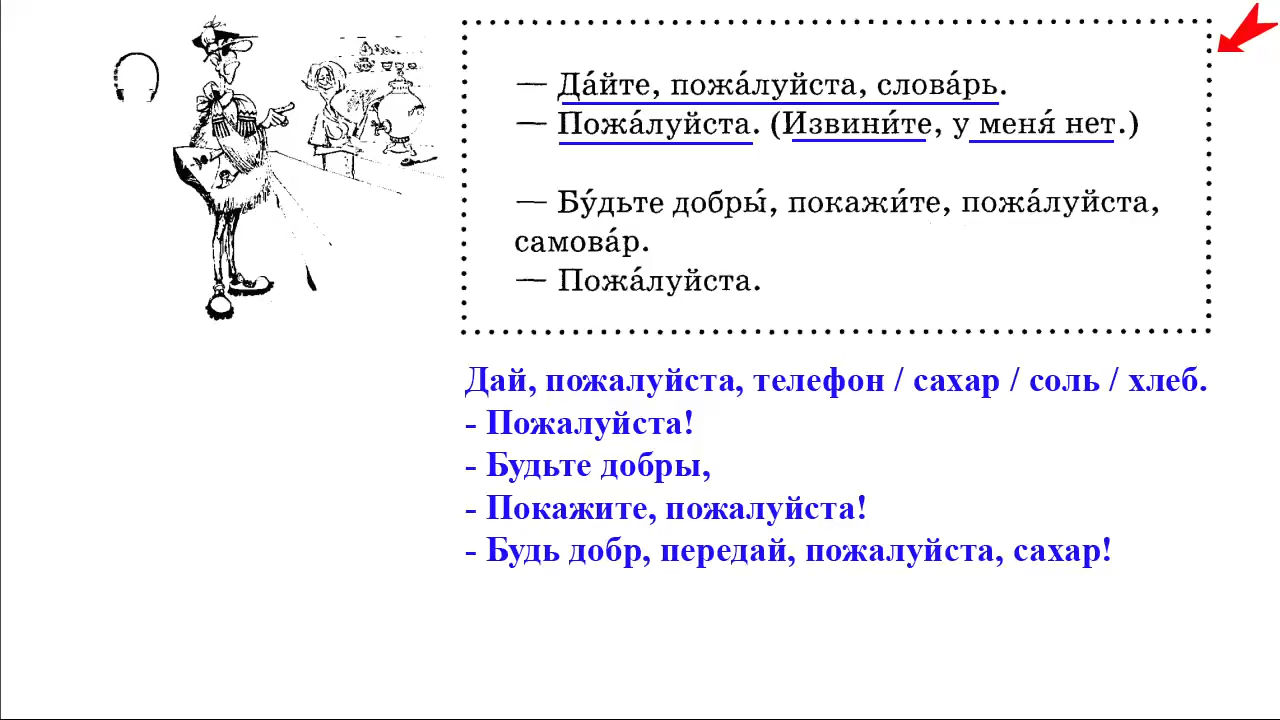 — Да́йте, пожа́луйста, слова́рь.
— Пожа́луйста. (Извини́те, у меня́ нет.)
— Бу́дьте добры́, покажи́те, пожа́луйста,
самова́р.
— Пожа́луйста.
Дай, пожалуйста, телефон / сахар / соль / хлеб.
- Пожалуйста!
- Будьте добры,
- Покажите, пожалуйста!
- Будь добр, передай, пожалуйста, сахар!